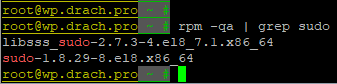 root@wp.drach.pro ~ #
root@wp.drach.pro ~ # rpm -qa | grep sudo
libsss_sudo-2.7.3-4.el8_7.1.x86_64
sudo-1.8.29-8.el8.x86_64
root@wp.drach.pro ~ #